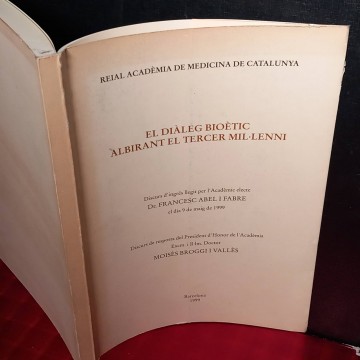 REIAL ACADÈMIA DE MEDICINA DE CATALUNYA
EL DIÀLEG BIOÈTIC
ALBIRANT EL TERCER MIL·LENNI
Discurs d'ingrés llegit per l'Acadèmic electe
Dr. FRANCESC ABEL I FABRE
el dia 9 de maig de 1999
Discurs de resposta del President d'Honor de l'Acadèmia
Excm. i Il·lm. Doctor
MOISÈS BROGGI I VALLÈS
Barcelona
1999